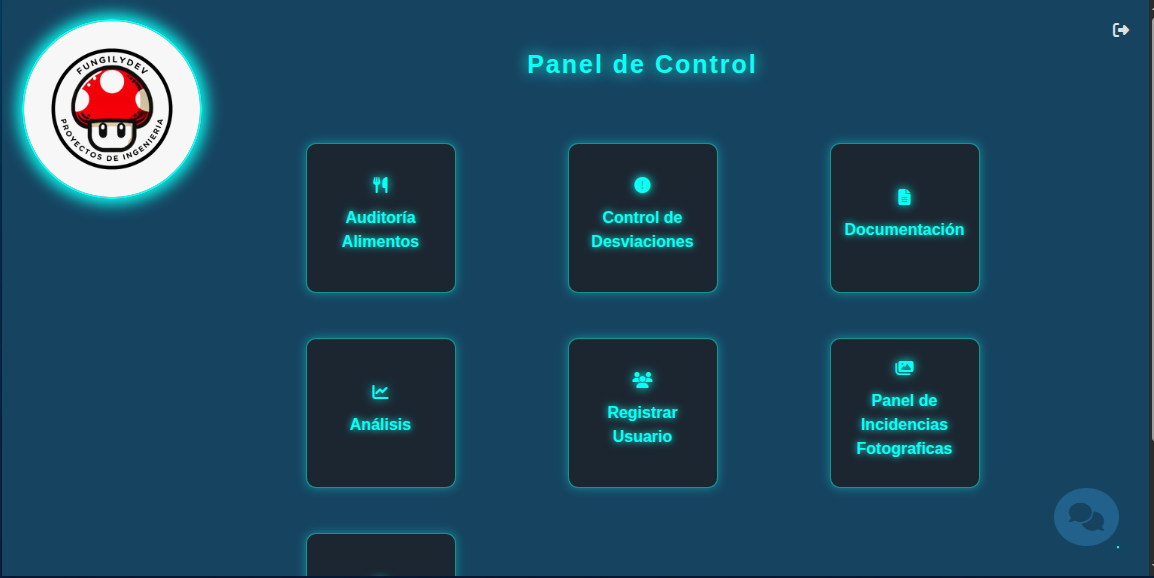 FUNGILYDEV
PROYECTOS DE INGENIERIA
Panel de Control
Auditoría
Alimentos
Control de
Desviaciones
Documentación
Análisis
Registrar
Usuario
Panel de
Incidencias
Fotograficas